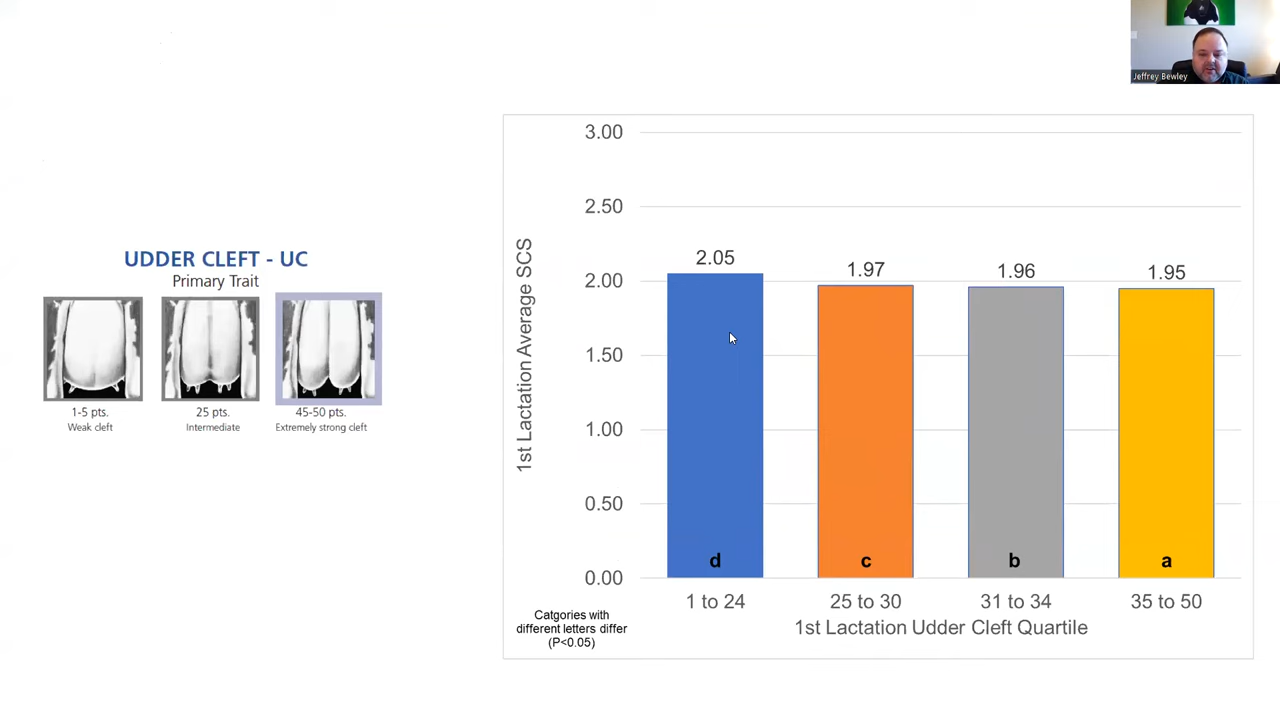 Jeffrey Bewley
UDDER CLEFT - UC
Primary Trait
1-5 pts.
Weak cleft
25 pts.
Intermediate
45-50 pts.
Extremely strong cleft
1st Lactation Average SCS
3.00
2.50
2.00
1.50
1.00
0.50
0.00
2.05
1.97
1.96
1.95
d
c
b
a
1 to 24
25 to 30
31 to 34
35 to 50
1st Lactation Udder Cleft Quartile
Catgories with
different letters differ
(P<0.05)